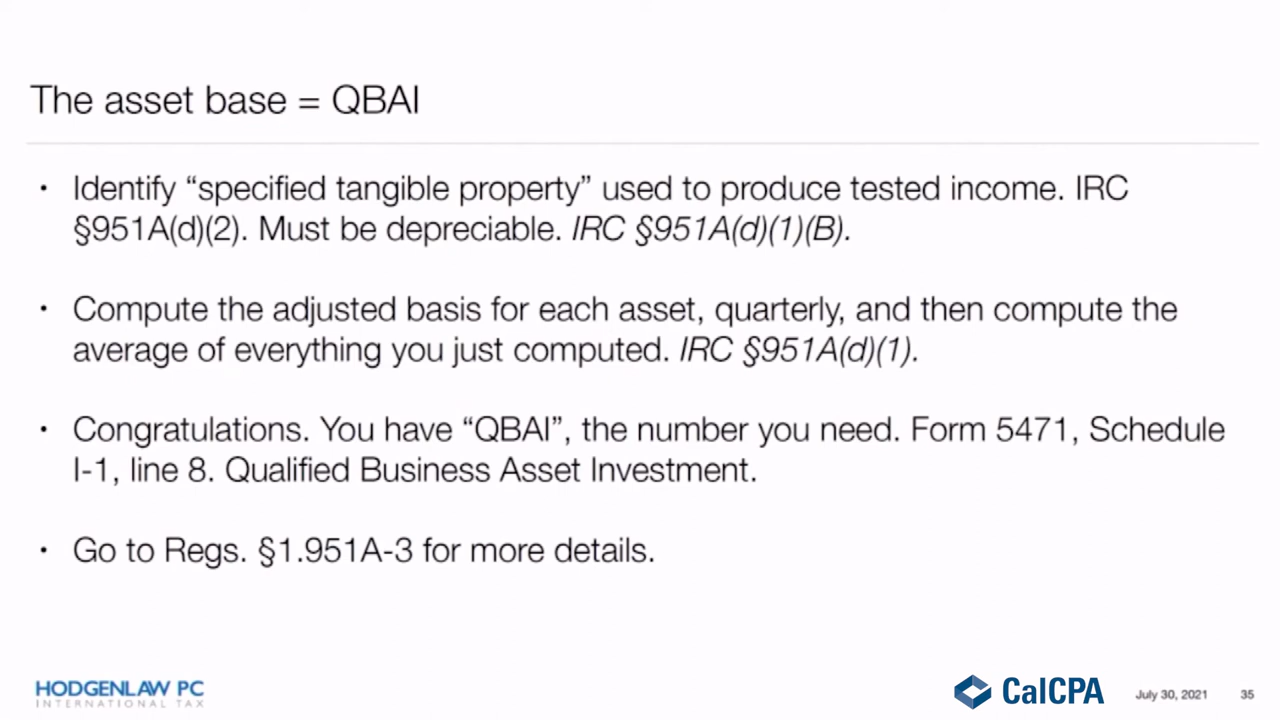 The asset base = QBAI
• Identify “specified tangible property” used to produce tested income. IRC
§951A(d)(2). Must be depreciable. IRC §951A(d)(1)(B).
• Compute the adjusted basis for each asset, quarterly, and then compute the
average of everything you just computed. IRC §951A(d)(1).
• Congratulations. You have “QBAI”, the number you need. Form 5471, Schedule
I-1, line 8. Qualified Business Asset Investment.
• Go to Regs. §1.951A-3 for more details.
HODGENLAW PC
INTERNATIONAL TAX
CalCPA
July 30, 2021
35